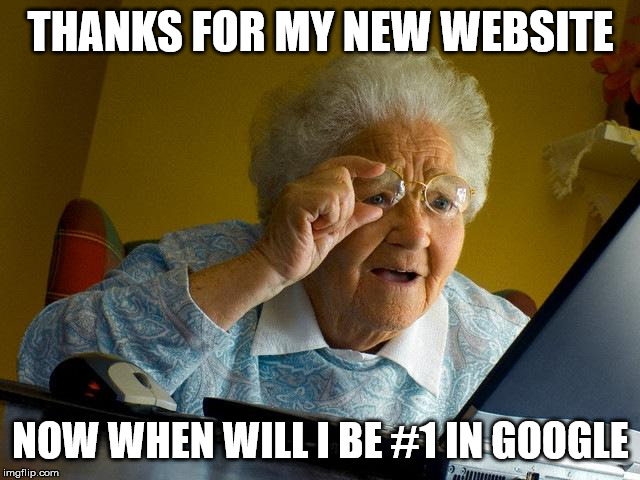 THANKS FOR MY NEW WEBSITE
NOW WHEN WILL I BE #1 IN GOOGLE
imgflip.com